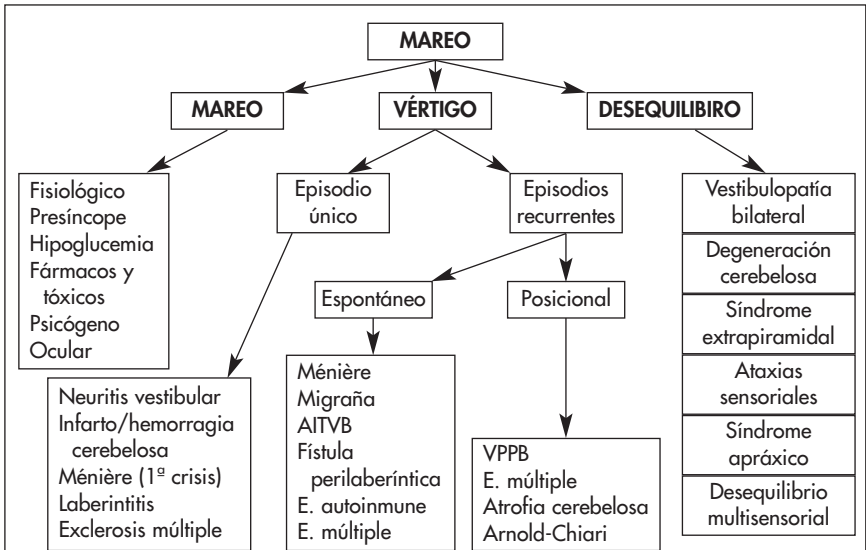 MAREO
MAREO
VÉRTIGO
DESEQUILIBIRO
Fisiológico
Presíncope
Hipoglucemia
Fármacos y
tóxicos
Psicógeno
Ocular
Episodio
único
Episodios
recurrentes
Vestibulopatía
bilateral
Degeneración
cerebelosa
Síndrome
extrapiramidal
Ataxias
sensoriales
Síndrome
apráxico
Desequilibrio
multisensorial
Espontáneo
Posicional
Neuritis vestibular
Infarto/hemorragia
cerebelosa
Ménière (1ª crisis)
Laberintitis
Exclerosis múltiple
Ménière
Migraña
AITVB
Fístula
perilaberíntica
E. autoinmune
E. múltiple
VPPB
E. múltiple
Atrofia cerebelosa
Arnold-Chiari